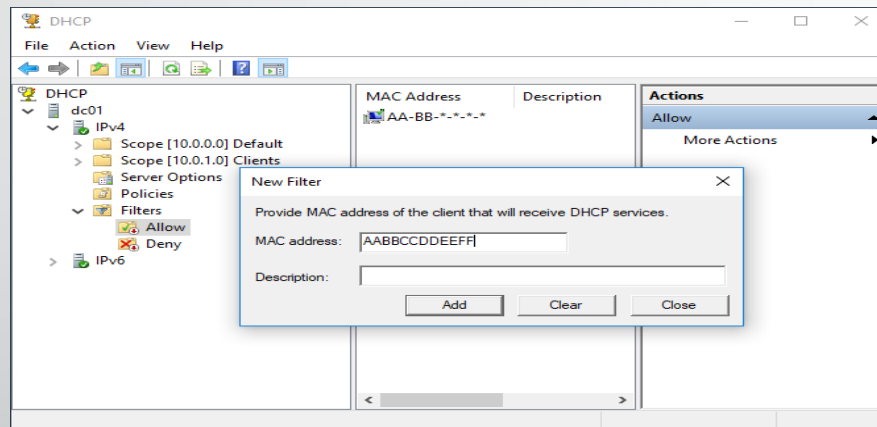 DHCP
File Action View Help
DHCP
dc01
IPv4
Scope [10.0.0.0] Default
Scope [10.0.1.0] Clients
Server Options
Policies
Filters
Allow
Deny
IPv6
MAC Address Description
AA-BB-*-*-*-*
Actions
Allow
More Actions
New Filter
Provide MAC address of the client that will receive DHCP services.
MAC address: AABBCCDDEEFF
Description:
Add Clear Close